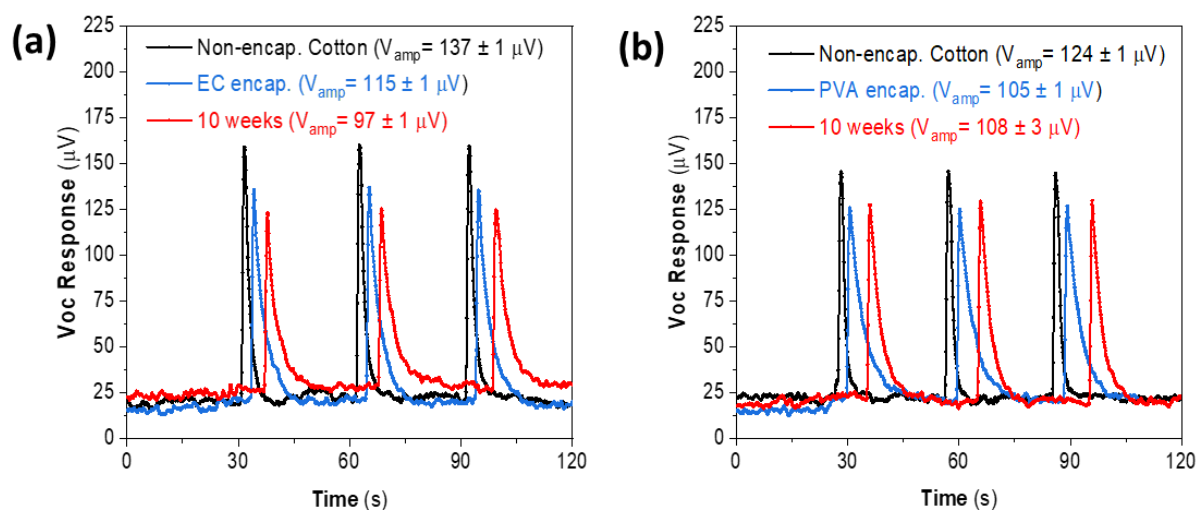 (a)
Non-encap. Cotton (Vamp= 137 ± 1 µV)
EC encap. (Vamp= 115 ± 1 µV)
10 weeks (Vamp= 97 ± 1 µV)
225
200
175
150
125
100
75
50
25
0
Voc Response (µV)
0
30
60
90
120
Time (s)
(b)
Non-encap. Cotton (Vamp= 124 ± 1 µV)
PVA encap. (Vamp= 105 ± 1 µV)
10 weeks (Vamp= 108 ± 3 µV)
225
200
175
150
125
100
75
50
25
0
Voc Response (µV)
0
30
60
90
120
Time (s)